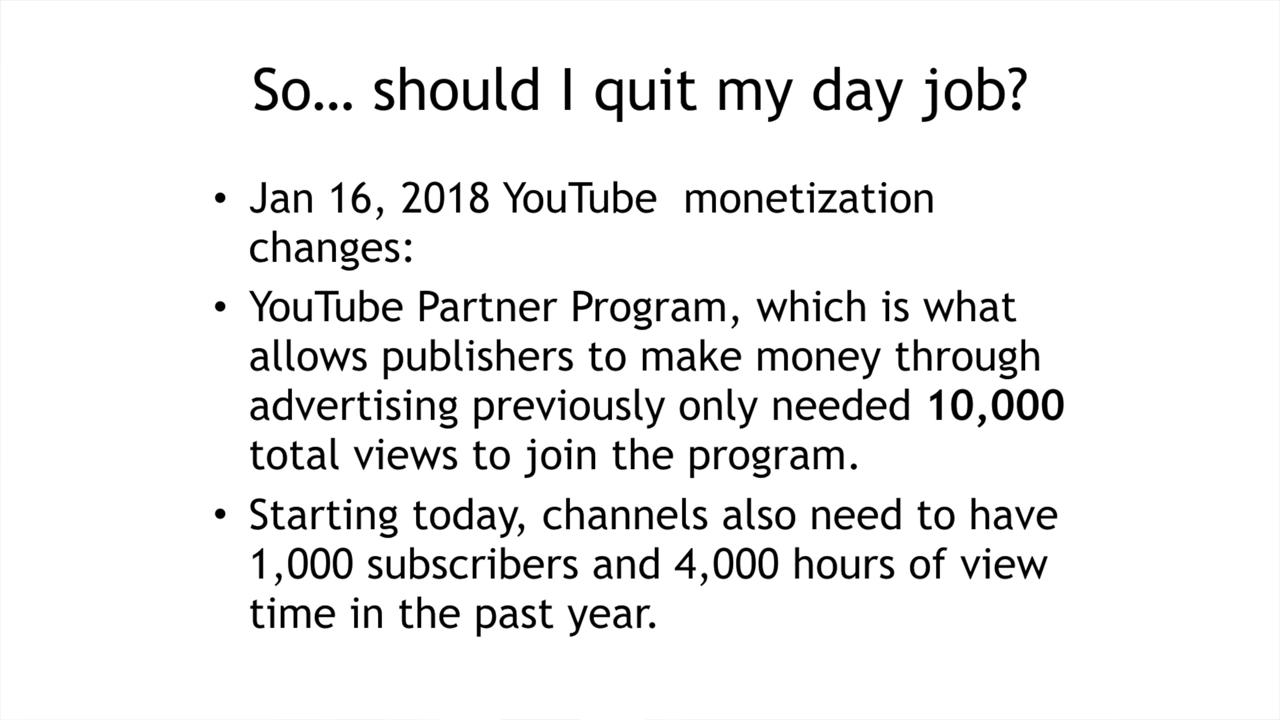 So… should I quit my day job?
• Jan 16, 2018 YouTube  monetization
changes:
• YouTube Partner Program, which is what
allows publishers to make money through
advertising previously only needed 10,000
total views to join the program.
• Starting today, channels also need to have
1,000 subscribers and 4,000 hours of view
time in the past year.